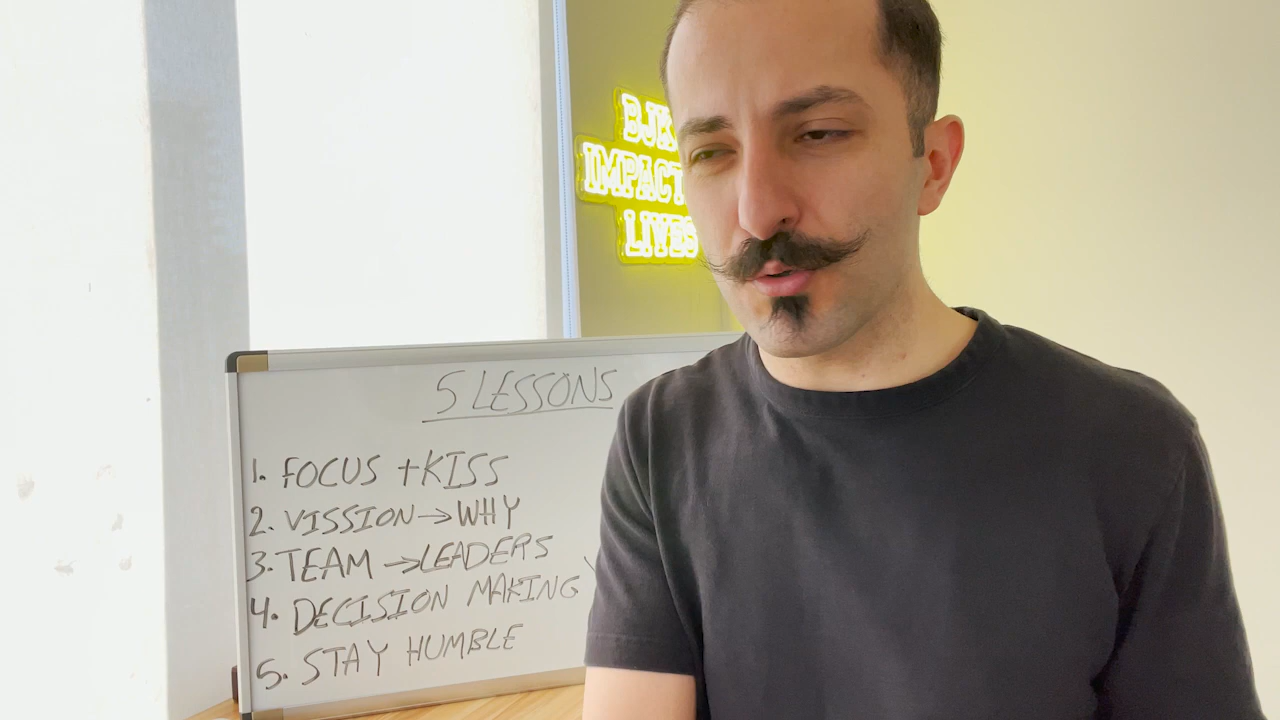 BJK
IMPACT
LIVES
5 LESSONS
1. FOCUS + KISS
2. VISSION → WHY
3. TEAM → LEADERS
4. DECISION MAKING
5. STAY HUMBLE